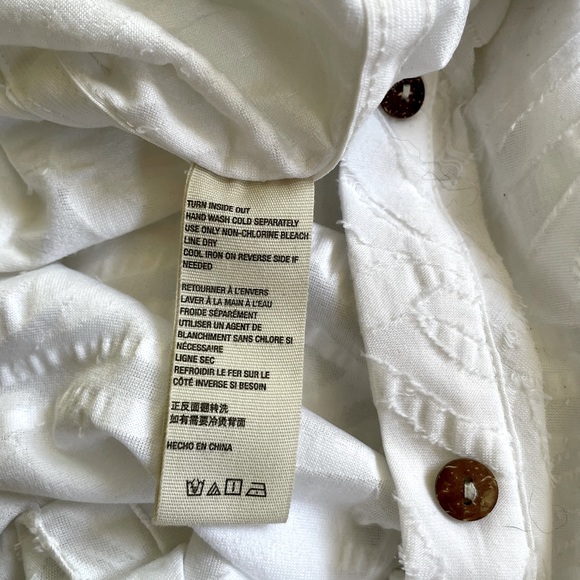 TURN INSIDE OUT
HAND WASH COLD SEPARATELY
USE ONLY NON-CHLORINE BLEACH
LINE DRY
COOL IRON ON REVERSE SIDE IF
NEEDED
RETOURNER À L'ENVERS
LAVER À LA MAIN À L'EAU
FROIDE SÉPARÉMENT
UTILISER UN AGENT DE
BLANCHIMENT SANS CHLORE SI
NÉCESSAIRE
LIGNE SEC
REFROIDIR LE FER SUR LE
CÔTÉ INVERSE SI BESOIN
正反面翻转洗
如有需要冷烫背面
HECHO EN CHINA